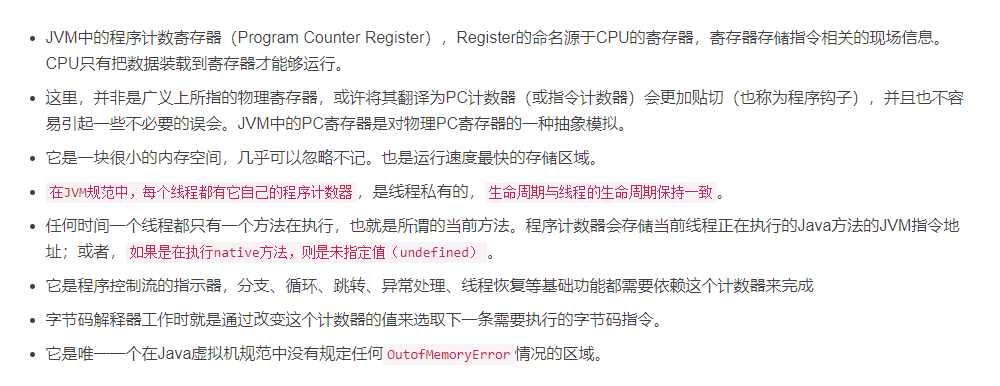 JVM中的程序计数寄存器（Program Counter Register），Register的命名源于CPU的寄存器，寄存器存储指令相关的现场信息。
CPU只有把数据装载到寄存器才能够运行。
这里，并非是广义上所指的物理寄存器，或许将其翻译为PC计数器（或指令计数器）会更加贴切（也称为程序钩子），并且也不容
易引起一些不必要的误会。JVM中的PC寄存器是对物理PC寄存器的一种抽象模拟。
它是一块很小的内存空间，几乎可以忽略不记。也是运行速度最快的存储区域。
在JVM规范中，每个线程都有它自己的程序计数器，是线程私有的，生命周期与线程的生命周期保持一致。
任何时间一个线程都只有一个方法在执行，也就是所谓的当前方法。程序计数器会存储当前线程正在执行的Java方法的JVM指令地
址；或者，如果是在执行native方法，则是未指定值（undefined）。
它是程序控制流的指示器，分支、循环、跳转、异常处理、线程恢复等基础功能都需要依赖这个计数器来完成
字节码解释器工作时就是通过改变这个计数器的值来选取下一条需要执行的字节码指令。
它是唯一一个在Java虚拟机规范中没有规定任何OutofMemoryError情况的区域。